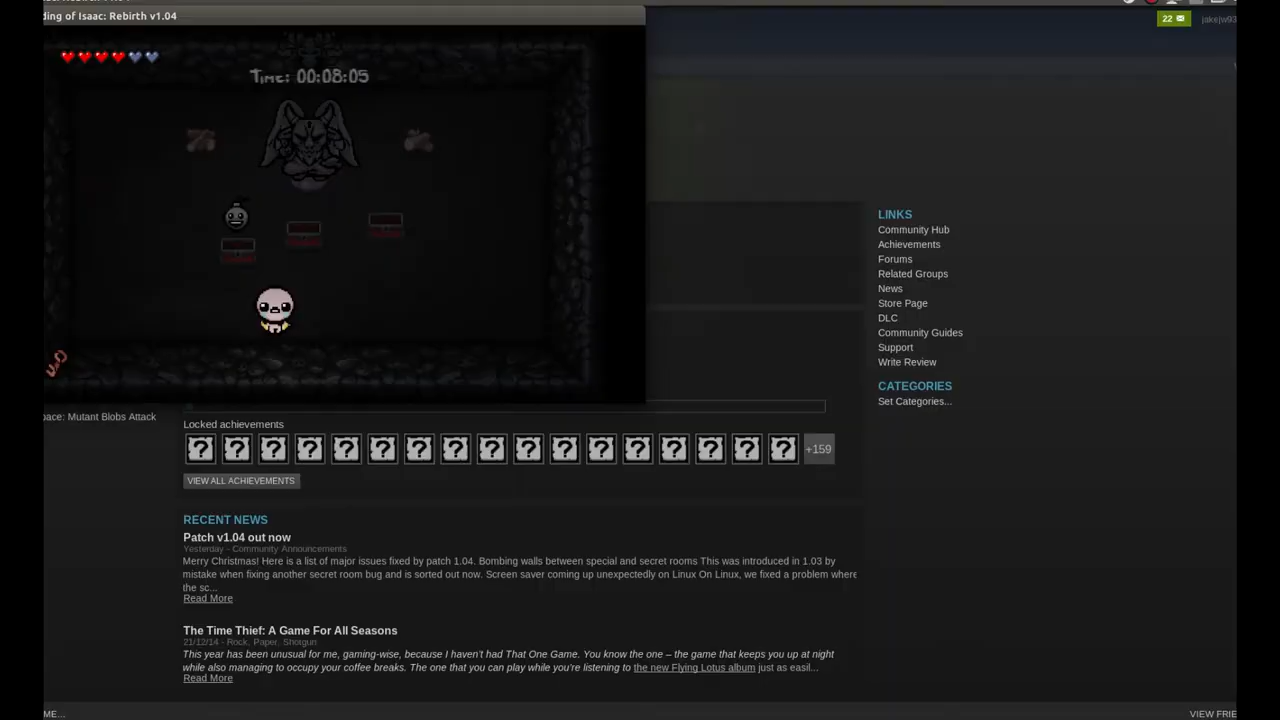 ding of Isaac: Rebirth v1.04
22
jakejw93
Time: 00:08:05
LINKS
Community Hub
Achievements
Forums
Related Groups
News
Store Page
DLC
Community Guides
Support
Write Review
CATEGORIES
Set Categories...
pace: Mutant Blobs Attack
Locked achievements
+159
VIEW ALL ACHIEVEMENTS
RECENT NEWS
Patch v1.04 out now
Yesterday - Community Announcements
Merry Christmas! Here is a list of major issues fixed by patch 1.04. Bombing walls between special and secret rooms This was introduced in 1.03 by
mistake when fixing another secret room bug and is sorted out now. Screen saver coming up unexpectedly on Linux On Linux, we fixed a problem where
the sc...
Read More
The Time Thief: A Game For All Seasons
21/12/14 - Rock, Paper, Shotgun
This year has been unusual for me, gaming-wise, because I haven't had That One Game. You know the one – the game that keeps you up at night
while also managing to occupy your coffee breaks. The one that you can play while you're listening to the new Flying Lotus album just as easil...
Read More
ME...
VIEW FRIE